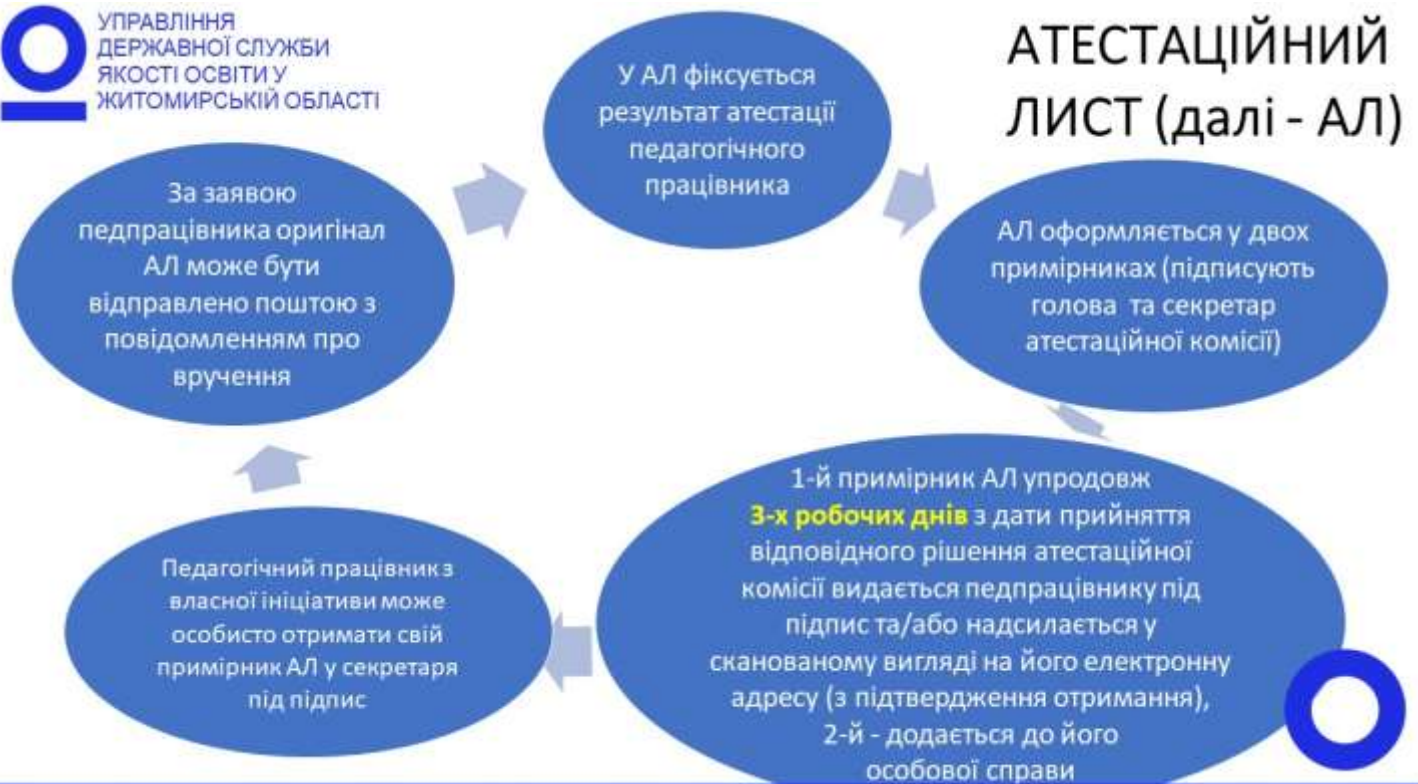 УПРАВЛІННЯ
ДЕРЖАВНОЇ СЛУЖБИ
ЯКОСТІ ОСВІТИ У
ЖИТОМИРСЬКІЙ ОБЛАСТІ
АТЕСТАЦІЙНИЙ
ЛИСТ (далі - АЛ)
У АЛ фіксується
результат атестації
педагогічного
працівника
АЛ оформляється у двох
примірниках (підписують
голова та секретар
атестаційної комісії)
1-й примірник АЛ упродовж
3-х робочих днів з дати прийняття
відповідного рішення атестаційної
комісії видається педпрацівнику під
підпис та/або надсилається у
сканованому вигляді на його електронну
адресу (з підтвердження отримання),
2-й - додається до його
особової справи
Педагогічний працівник з
власної ініціативи може
особисто отримати свій
примірник АЛ у секретаря
під підпис
За заявою
педпрацівника оригінал
АЛ може бути
відправлено поштою з
повідомленням про
вручення